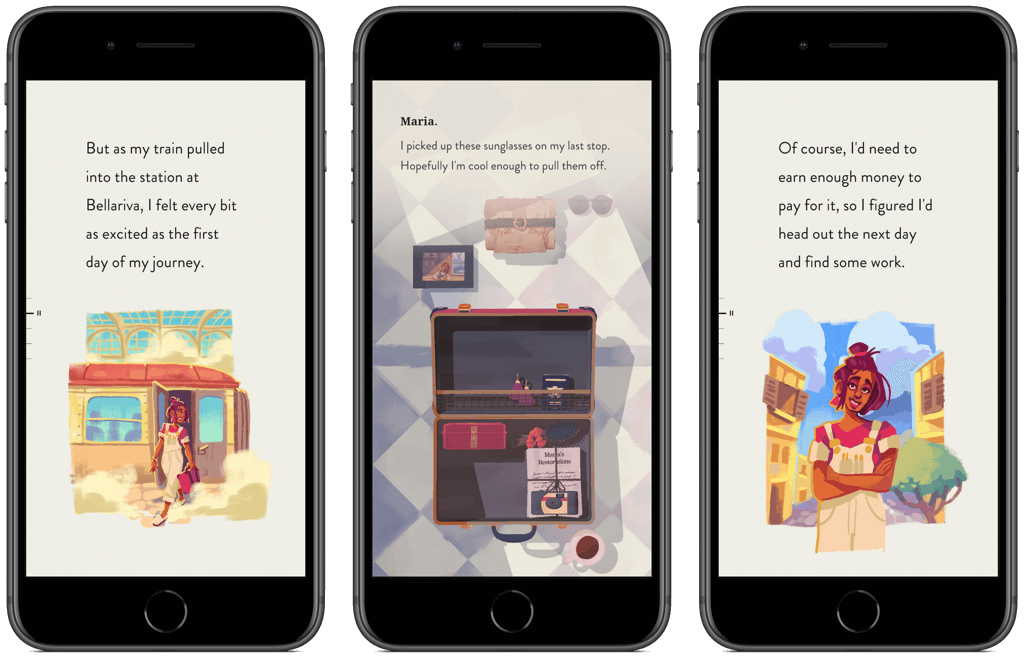 But as my train pulled
into the station at
Bellariva, I felt every bit
as excited as the first
day of my journey.
Maria.
I picked up these sunglasses on my last stop.
Hopefully I'm cool enough to pull them off.
Maria's
Restorations
Of course, I'd need to
earn enough money to
pay for it, so I figured I'd
head out the next day
and find some work.